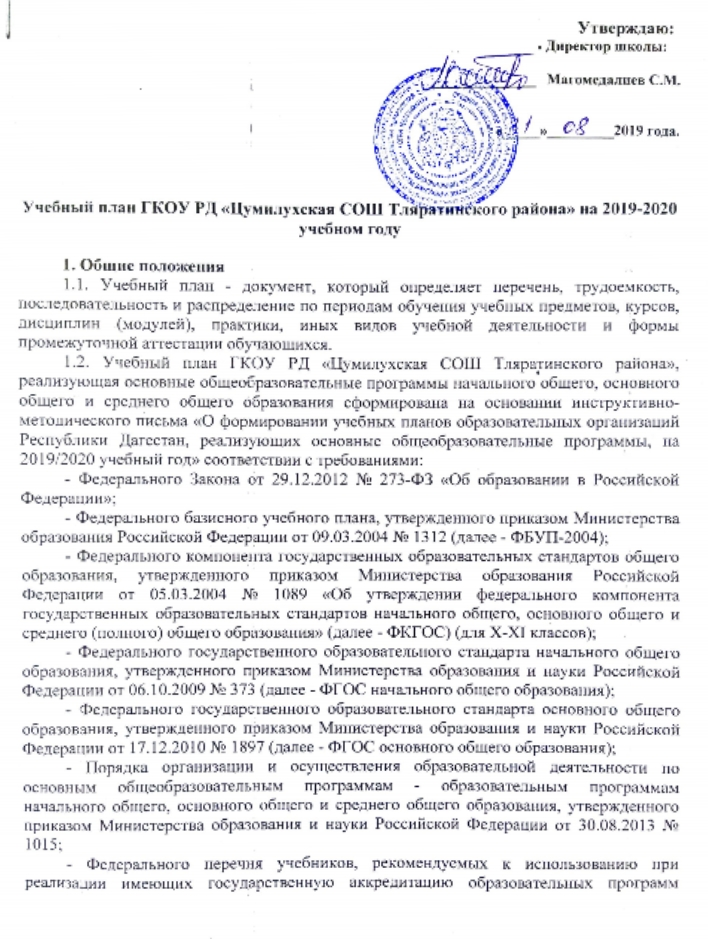 Утверждаю:
Директор школы:
Магомедалиев С.М.
1 » 08 2019 года.
Учебный план ГКОУ РД «Цумилухская СОШ Тляратинского района» на 2019-2020
учебном году
1. Общие положения
1.1. Учебный план - документ, который определяет перечень, трудоемкость,
последовательность и распределение по периодам обучения учебных предметов, курсов,
дисциплин (модулей), практики, иных видов учебной деятельности и формы
промежуточной аттестации обучающихся.
1.2. Учебный план ГКОУ РД «Цумилухская СОШ Тляратинского района»,
реализующая основные общеобразовательные программы начального общего, основного
общего и среднего общего образования сформирована на основании инструктивно-
методического письма «О формировании учебных планов образовательных организаций
Республики Дагестан, реализующих основные общеобразовательные программы, на
2019/2020 учебный год» соответствии с требованиями:
- Федерального Закона от 29.12.2012 № 273-ФЗ «Об образовании в Российской
Федерации»;
- Федерального базисного учебного плана, утвержденного приказом Министерства
образования Российской Федерации от 09.03.2004 № 1312 (далее - ФБУП-2004);
- Федерального компонента государственных образовательных стандартов общего
образования, утвержденного приказом Министерства образования Российской
Федерации от 05.03.2004 № 1089 «Об утверждении федерального компонента
государственных образовательных стандартов начального общего, основного общего и
среднего (полного) общего образования» (далее - ФКГОС) (для X-XI классов);
- Федерального государственного образовательного стандарта начального общего
образования, утвержденного приказом Министерства образования и науки Российской
Федерации от 06.10.2009 № 373 (далее - ФГОС начального общего образования);
- Федерального государственного образовательного стандарта основного общего
образования, утвержденного приказом Министерства образования и науки Российской
Федерации от 17.12.2010 № 1897 (далее - ФГОС основного общего образования);
- Порядка организации и осуществления образовательной деятельности по
основным общеобразовательным программам - образовательным программам
начального общего, основного общего и среднего общего образования, утвержденного
приказом Министерства образования и науки Российской Федерации от 30.08.2013 №
1015;
- Федерального перечня учебников, рекомендуемых к использованию при
реализации имеющих государственную аккредитацию образовательных программ